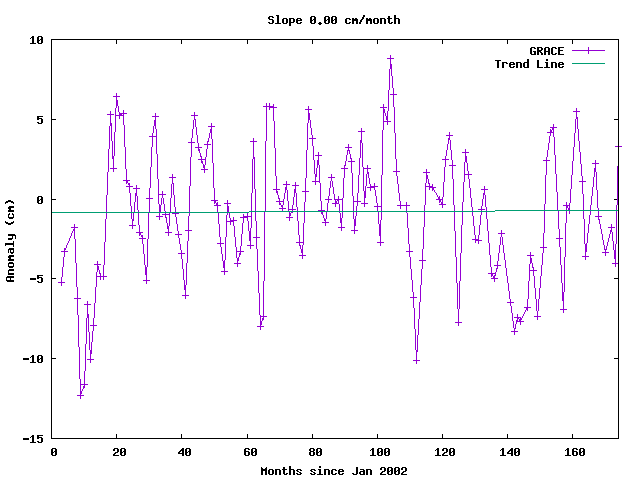 Slope 0.00 cm/month
10
GRACE
Trend Line
5
0
-5
-10
-15
Anomaly (cm)
0 20 40 60 80 100 120 140 160
Months since Jan 2002